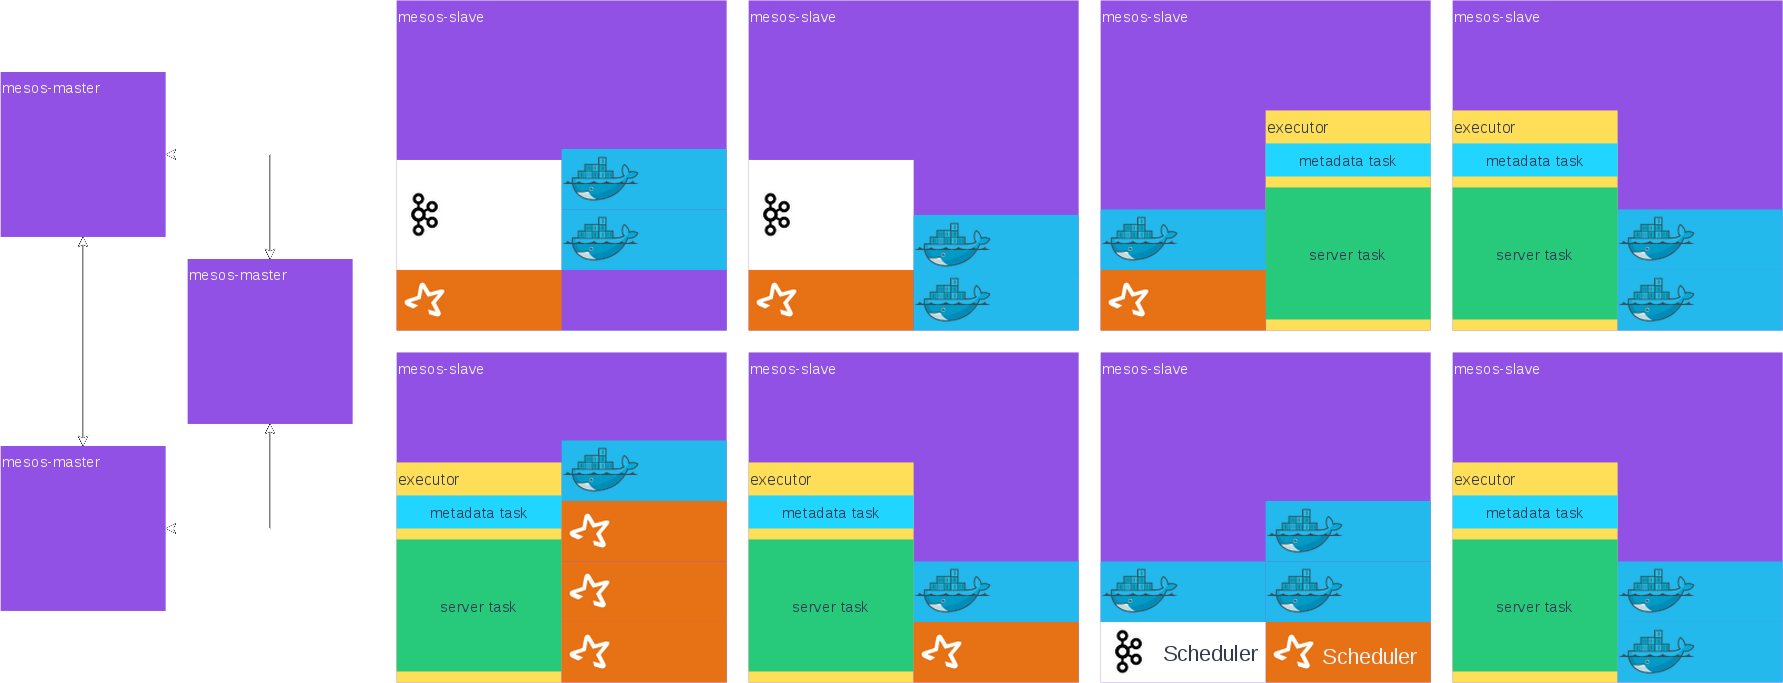 mesos-master
mesos-master
mesos-master
mesos-slave
mesos-slave
mesos-slave
executor
metadata task
server task
mesos-slave
executor
metadata task
server task
mesos-slave
executor
metadata task
server task
mesos-slave
executor
metadata task
server task
mesos-slave
Scheduler
Scheduler
mesos-slave
executor
metadata task
server task